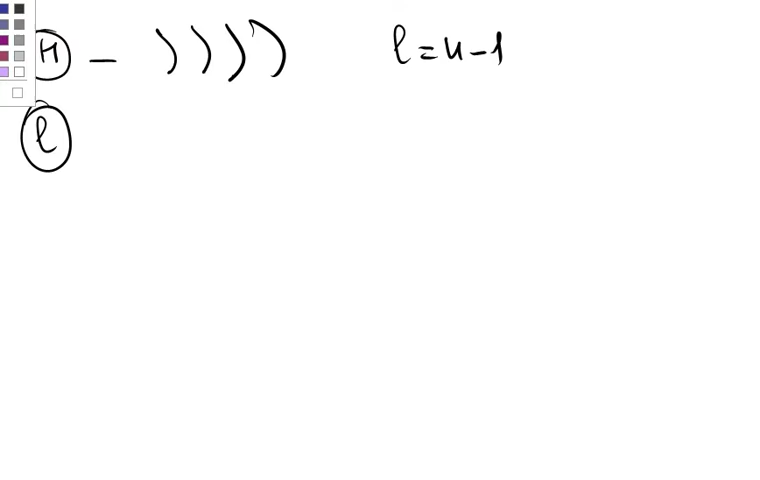 н – ) ) ) ) l = n – 1
l